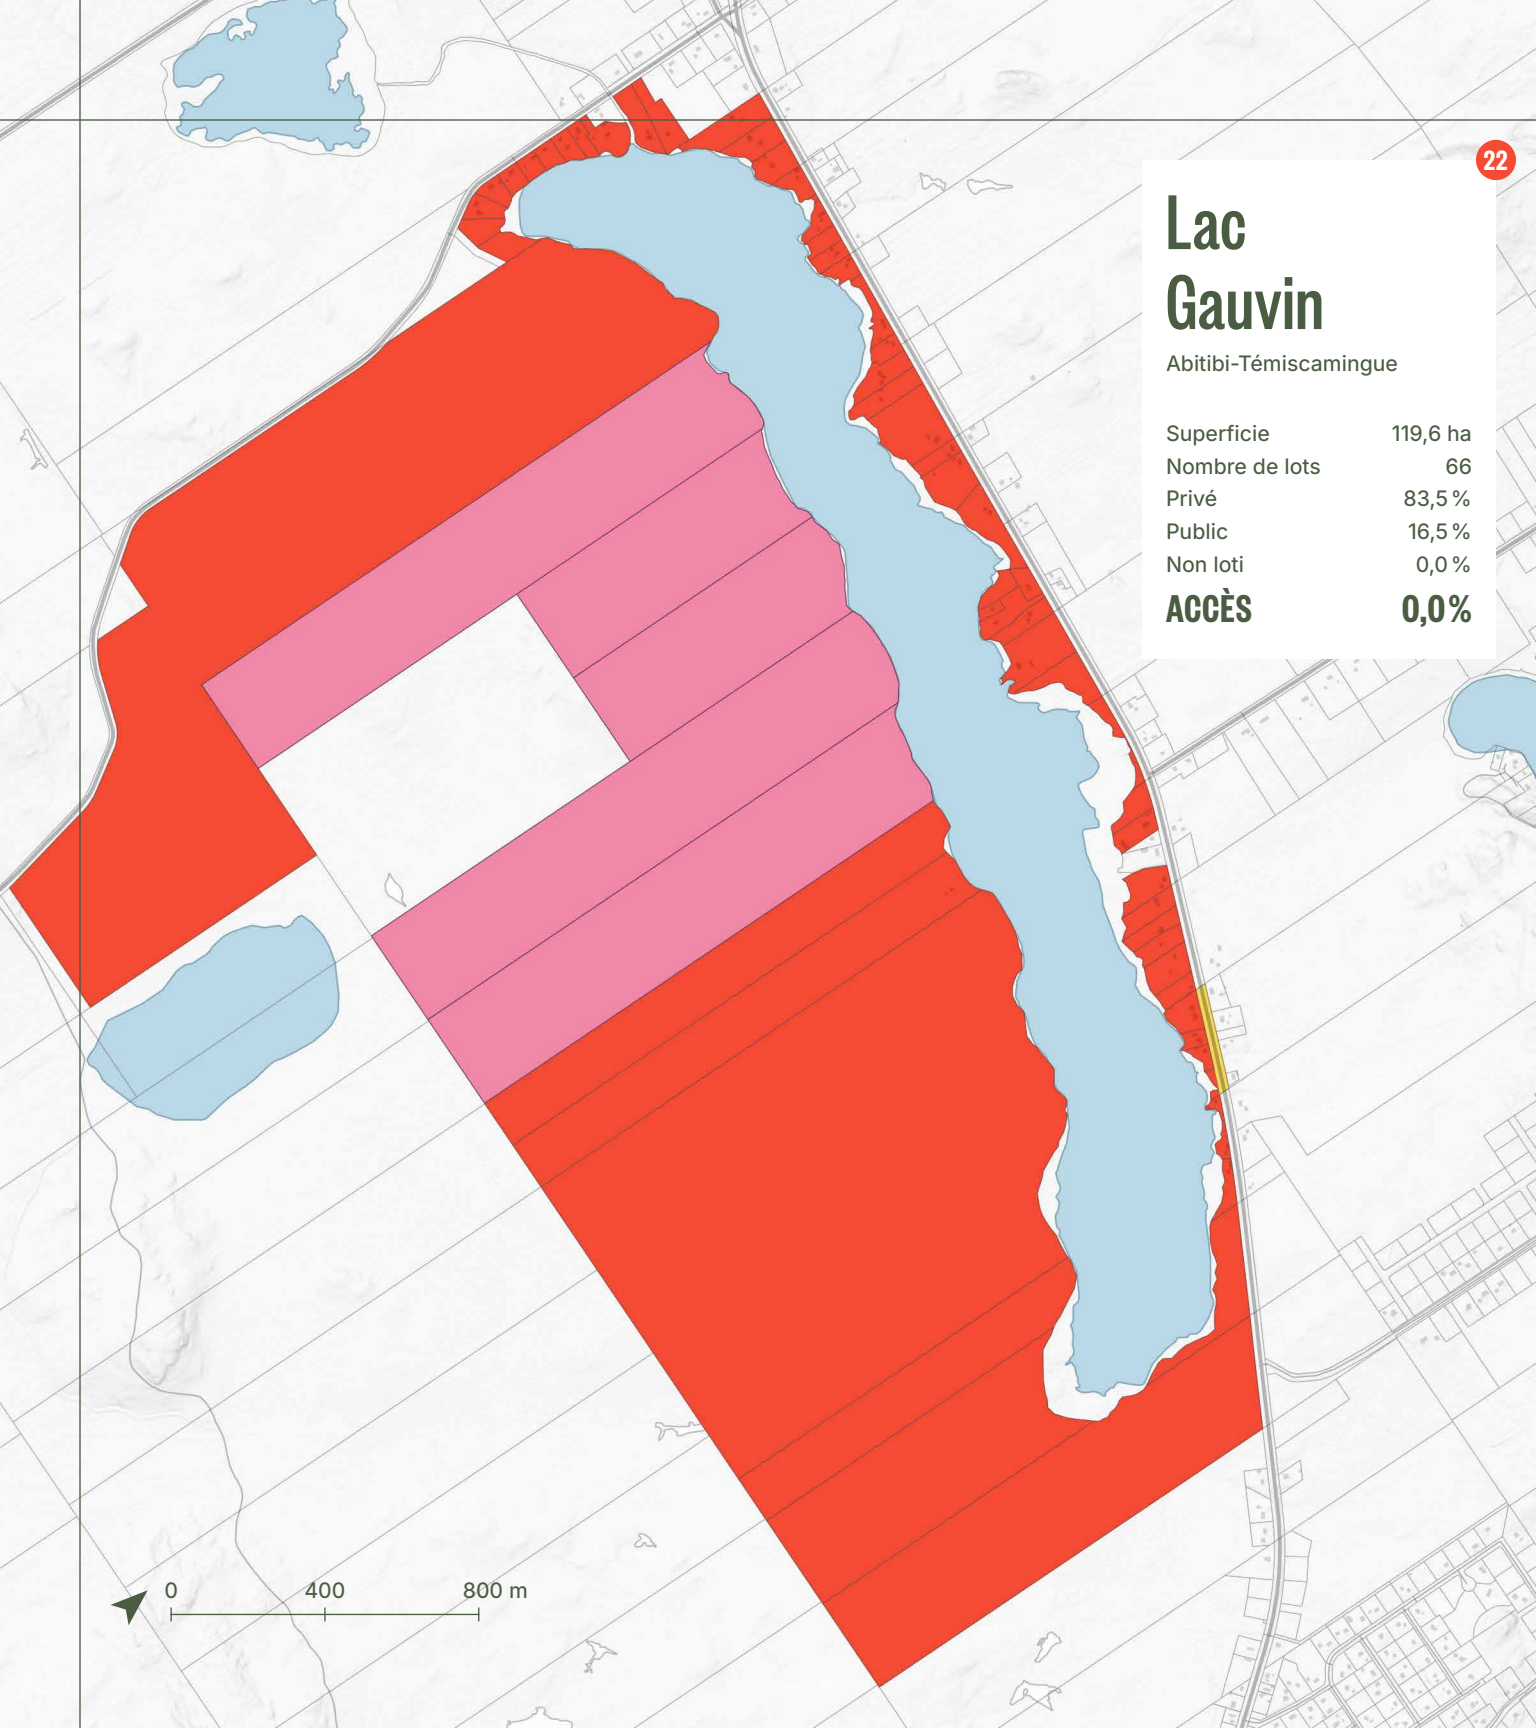 22
Lac
Gauvin
Abitibi-Témiscamingue
Superficie 119,6 ha
Nombre de lots 66
Privé 83,5 %
Public 16,5 %
Non loti 0,0 %
ACCÈS 0,0 %
0 400 800 m